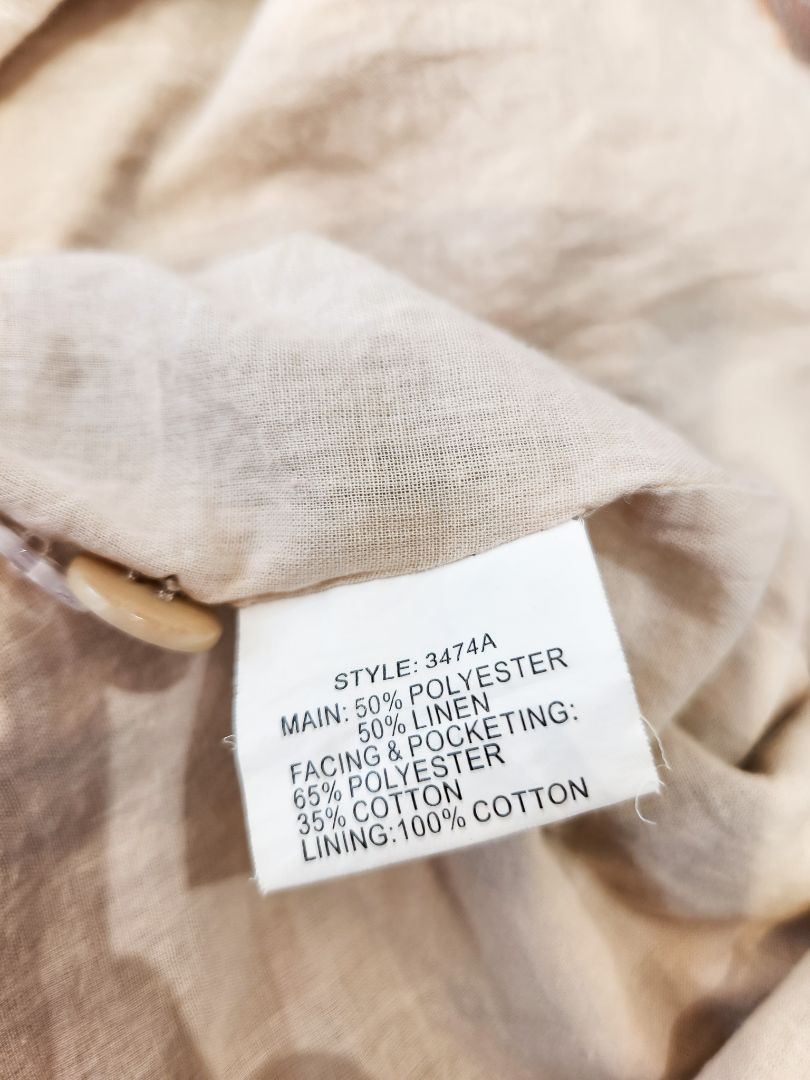 STYLE: 3474A
MAIN: 50% POLYESTER
50% LINEN
FACING & POCKETING:
65% POLYESTER
35% COTTON
LINING:100% COTTON